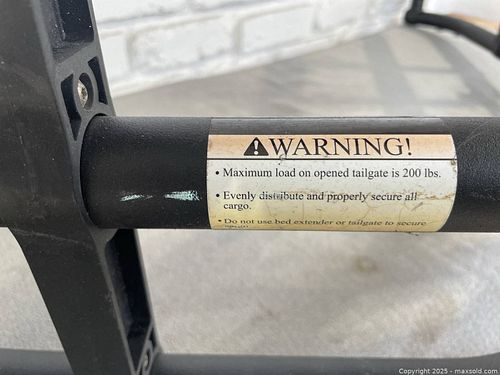 ⚠WARNING!
• Maximum load on opened tailgate is 200 lbs.
• Evenly distribute and properly secure all
cargo.
• Do not use bed extender or tailgate to secure
Copyright 2025 - maxsold.com